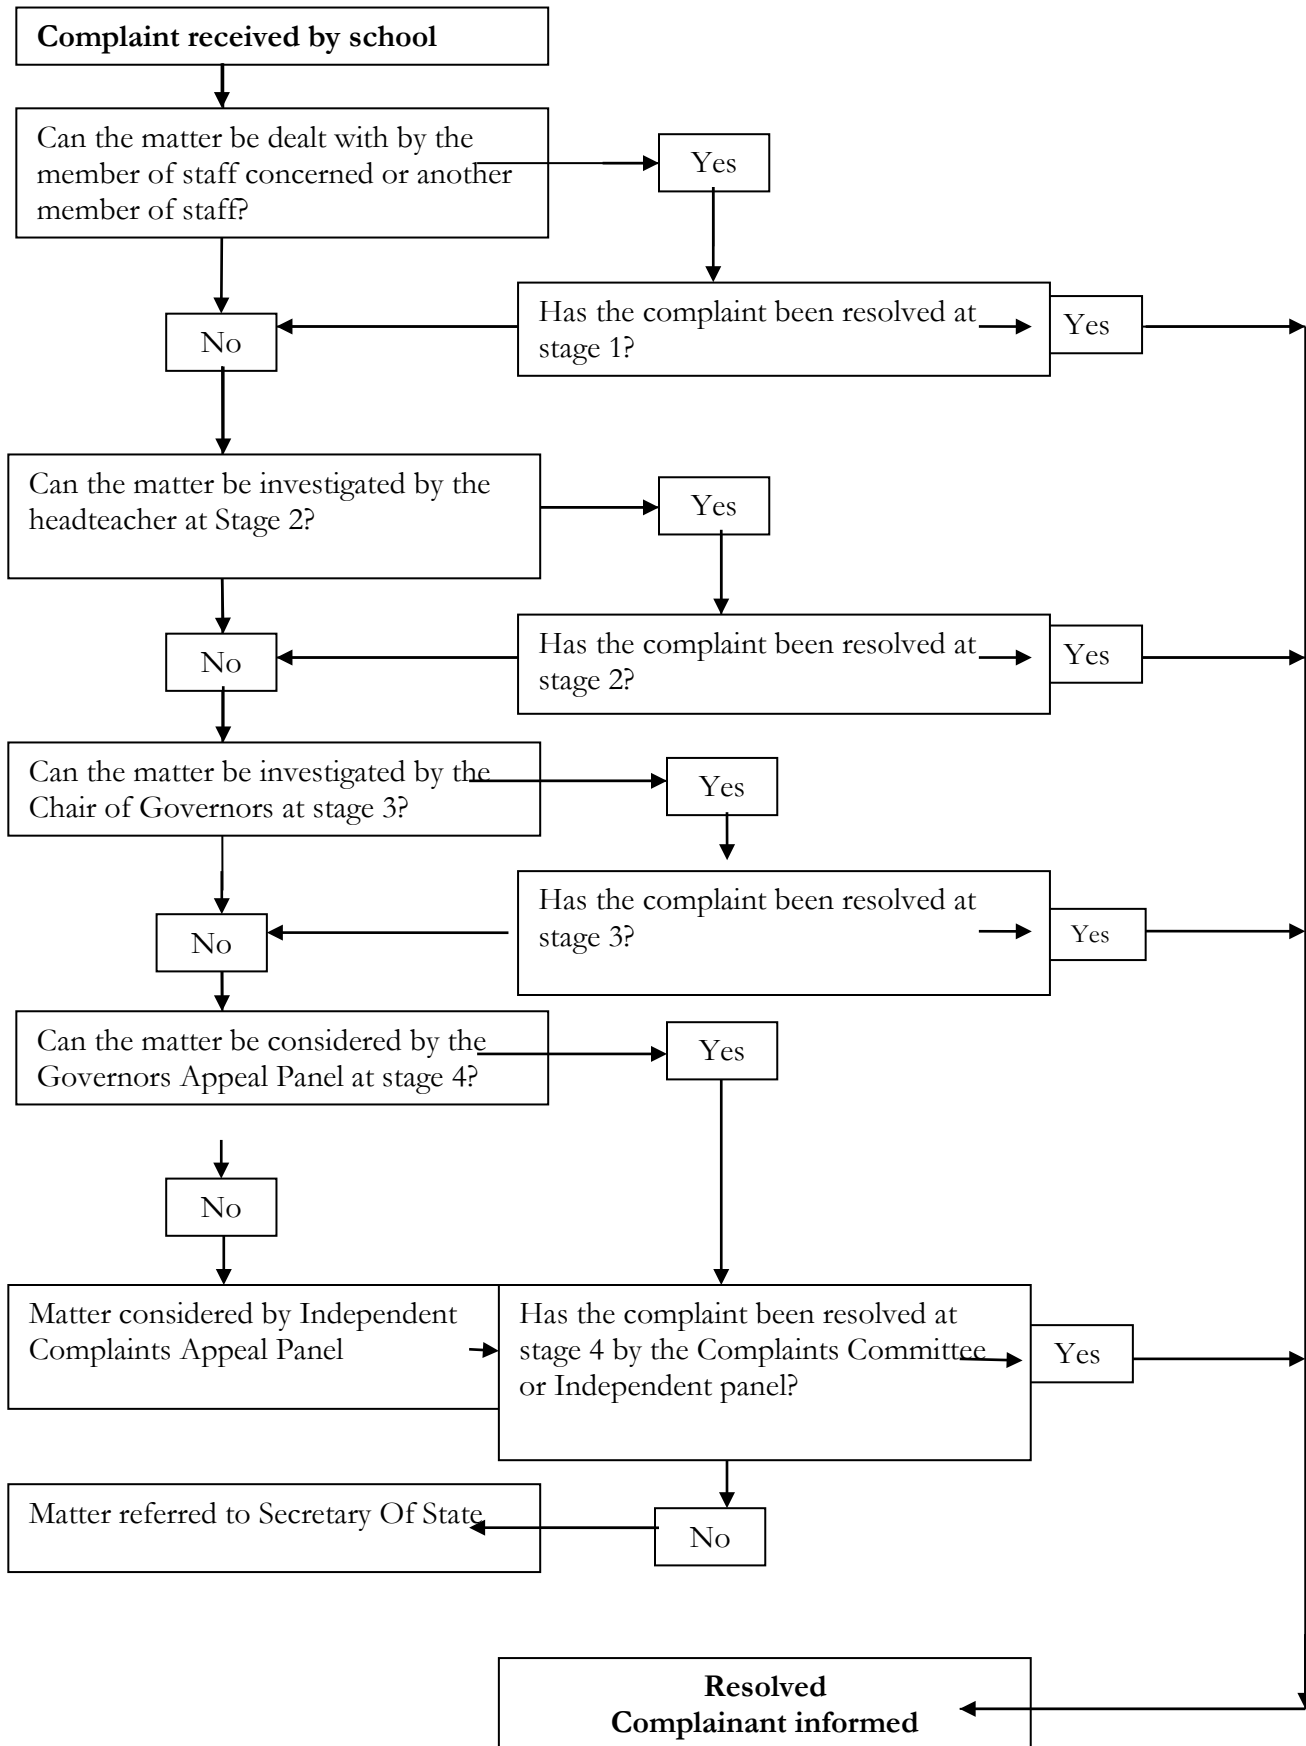 Complaint received by school
Can the matter be dealt with by the
member of staff concerned or another
member of staff?
Yes
Has the complaint been resolved at
stage 1?
Yes
No
Can the matter be investigated by the
headteacher at Stage 2?
Yes
Has the complaint been resolved at
stage 2?
Yes
No
Can the matter be investigated by the
Chair of Governors at stage 3?
Yes
Has the complaint been resolved at
stage 3?
Yes
No
Can the matter be considered by the
Governors Appeal Panel at stage 4?
Yes
No
Matter considered by Independent
Complaints Appeal Panel
Has the complaint been resolved at
stage 4 by the Complaints Committee
or Independent panel?
Yes
Matter referred to Secretary Of State
No
Resolved
Complainant informed